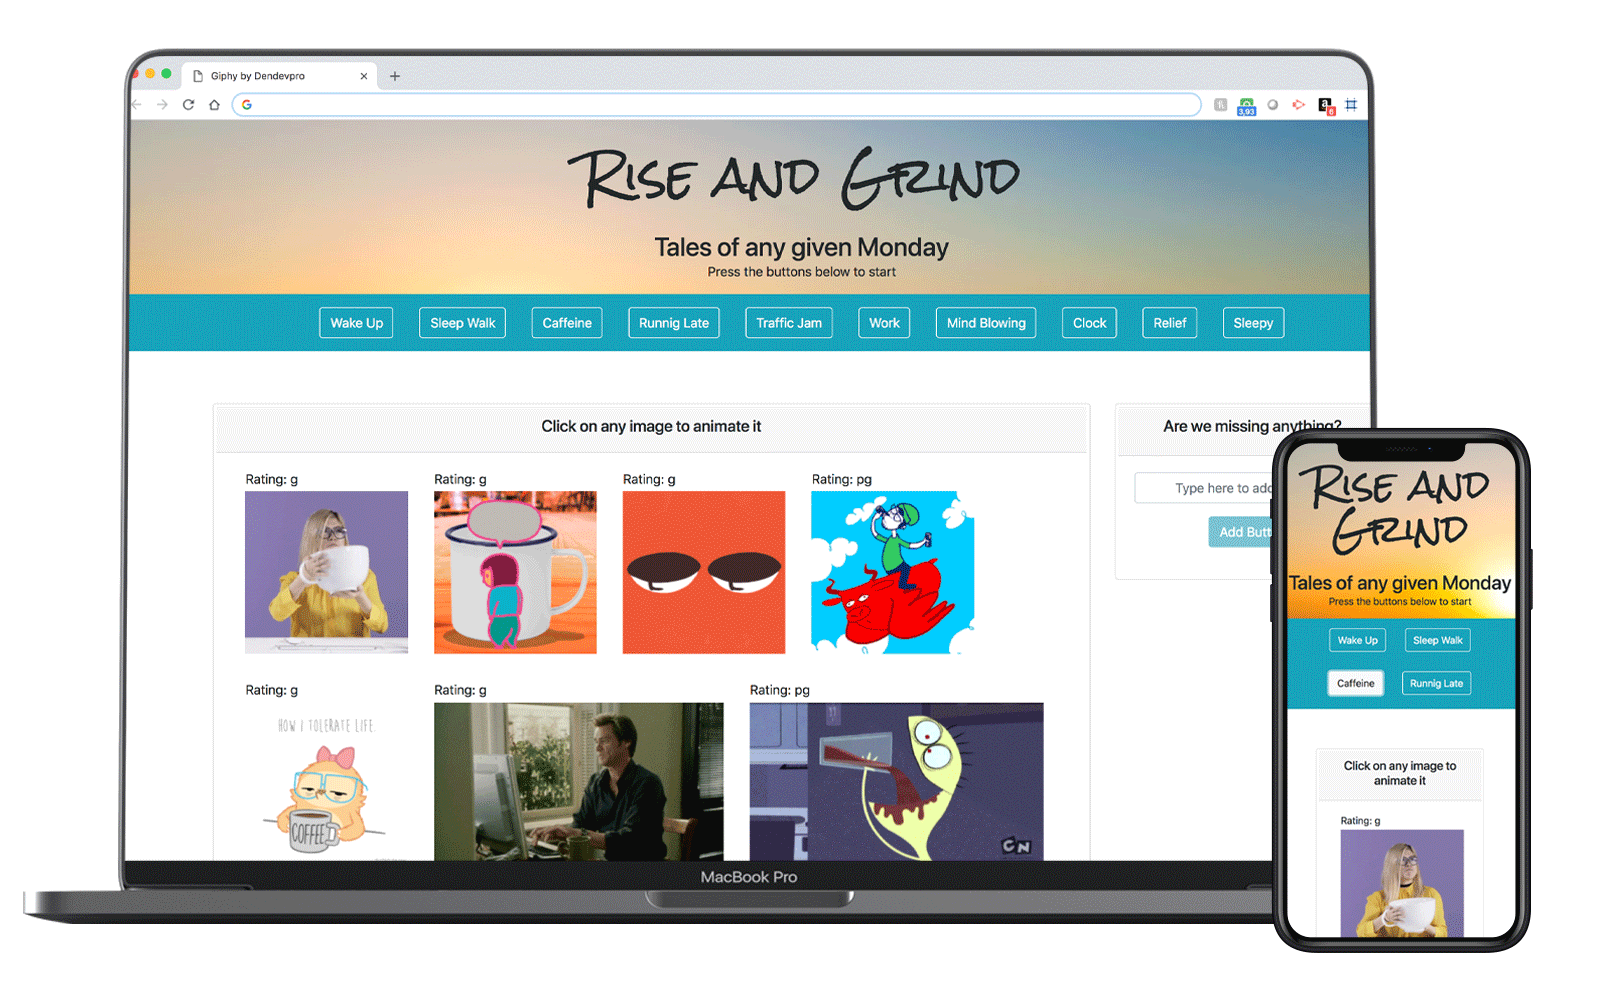 Giphy by Dendevpro
3,93
a
6
RISE AND GRIND
Tales of any given Monday
Press the buttons below to start
Wake Up
Sleep Walk
Caffeine
Runnig Late
Traffic Jam
Work
Mind Blowing
Clock
Relief
Sleepy
Click on any image to animate it
Rating: g
Rating: g
Rating: g
Rating: pg
Rating: g
Rating: g
Rating: pg
HOW I TOLERATE LIFE.
COFFEE
CN
Are we missing anything?
Type here to add
Add Butt
MacBook Pro
RISE AND
GRIND
Tales of any given Monday
Press the buttons below to start
Wake Up
Sleep Walk
Caffeine
Runnig Late
Click on any image to
animate it
Rating: g